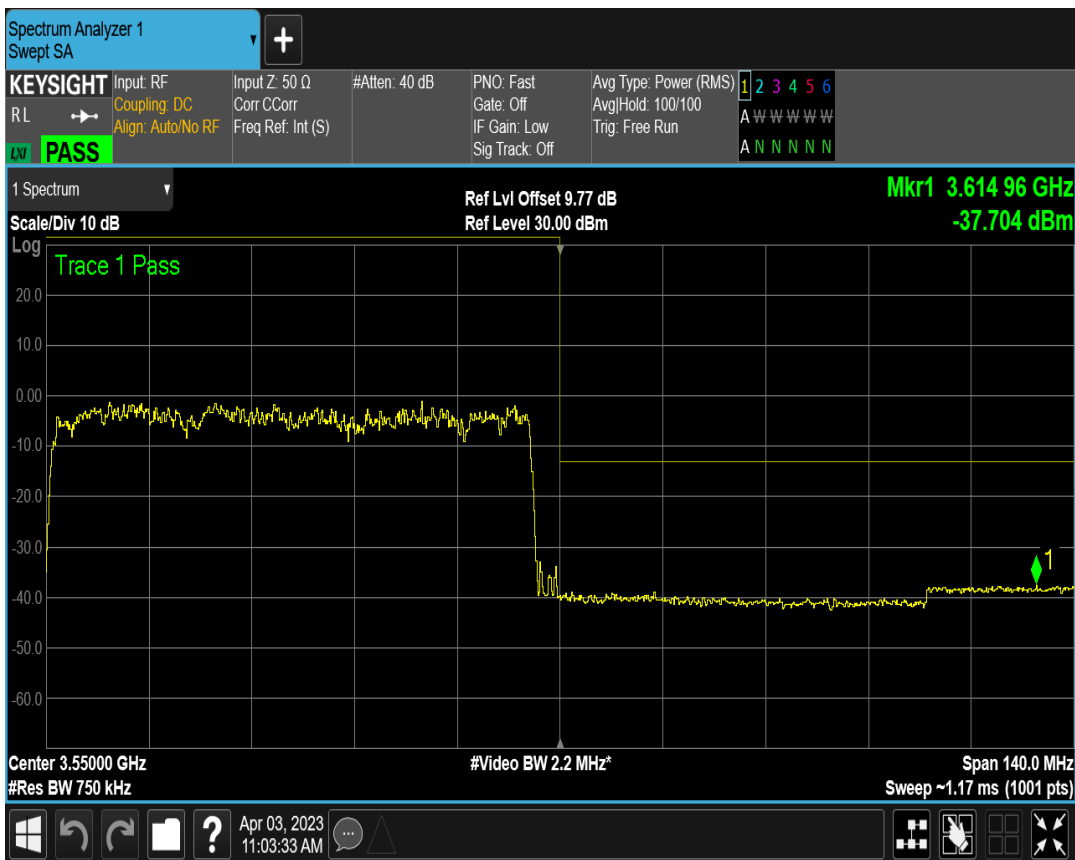 Spectrum Analyzer 1
Swept SA
+
KEYSIGHT
RL
LXI PASS
Input: RF
Coupling: DC
Align: Auto/No RF
Input Z: 50 Ω
Corr CCorr
Freq Ref: Int (S)
#Atten: 40 dB
PNO: Fast
Gate: Off
IF Gain: Low
Sig Track: Off
Avg Type: Power (RMS)
Avg|Hold: 100/100
Trig: Free Run
1 2 3 4 5 6
A W W W W W
A N N N N N
1 Spectrum
Scale/Div 10 dB
Ref Lvl Offset 9.77 dB
Ref Level 30.00 dBm
Mkr1 3.614 96 GHz
-37.704 dBm
Log
Trace 1 Pass
20.0
10.0
0.00
-10.0
-20.0
-30.0
1
-40.0
-50.0
-60.0
Center 3.55000 GHz
#Video BW 2.2 MHz*
Span 140.0 MHz
#Res BW 750 kHz
Sweep ~1.17 ms (1001 pts)
?
Apr 03, 2023
11:03:33 AM